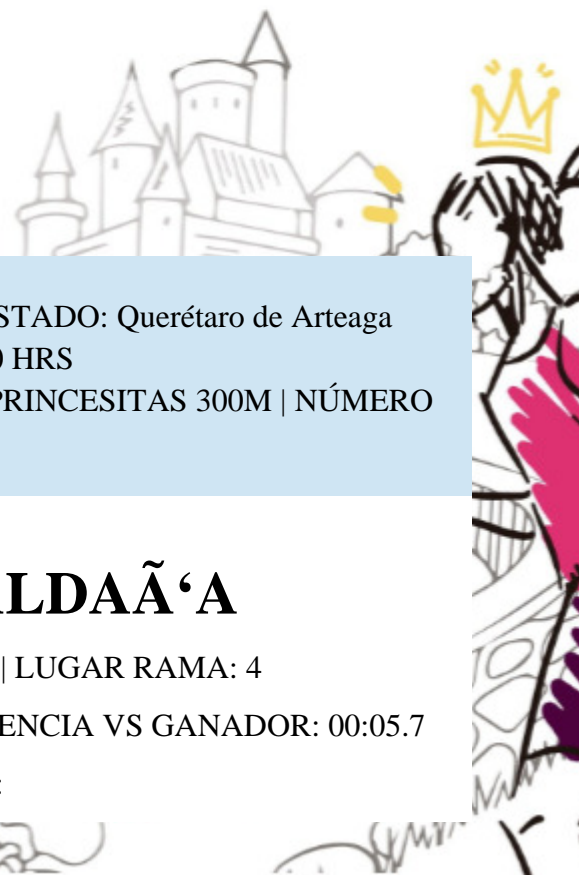 STADO: Querétaro de Arteaga
0 HRS
PRINCESITAS 300M | NÚMERO
ALDAÃ‘A
| LUGAR RAMA: 4
ENCIA VS GANADOR: 00:05.7
: